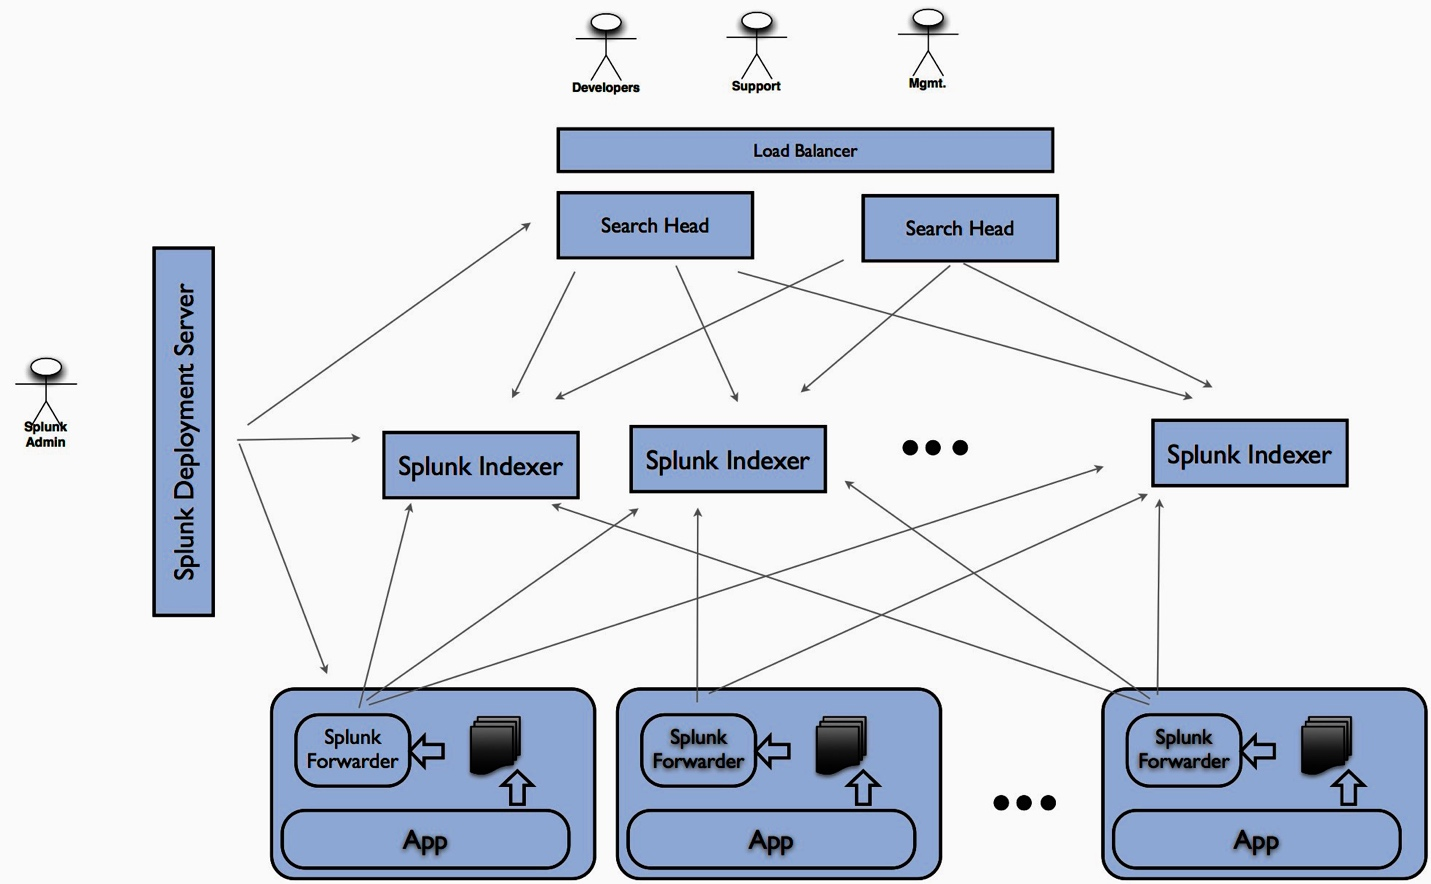 Developers
Support
Mgmt.
Load Balancer
Search Head
Search Head
Splunk Deployment Server
Splunk
Admin
Splunk Indexer
Splunk Indexer
Splunk Indexer
Splunk
Forwarder
App
Splunk
Forwarder
App
Splunk
Forwarder
App